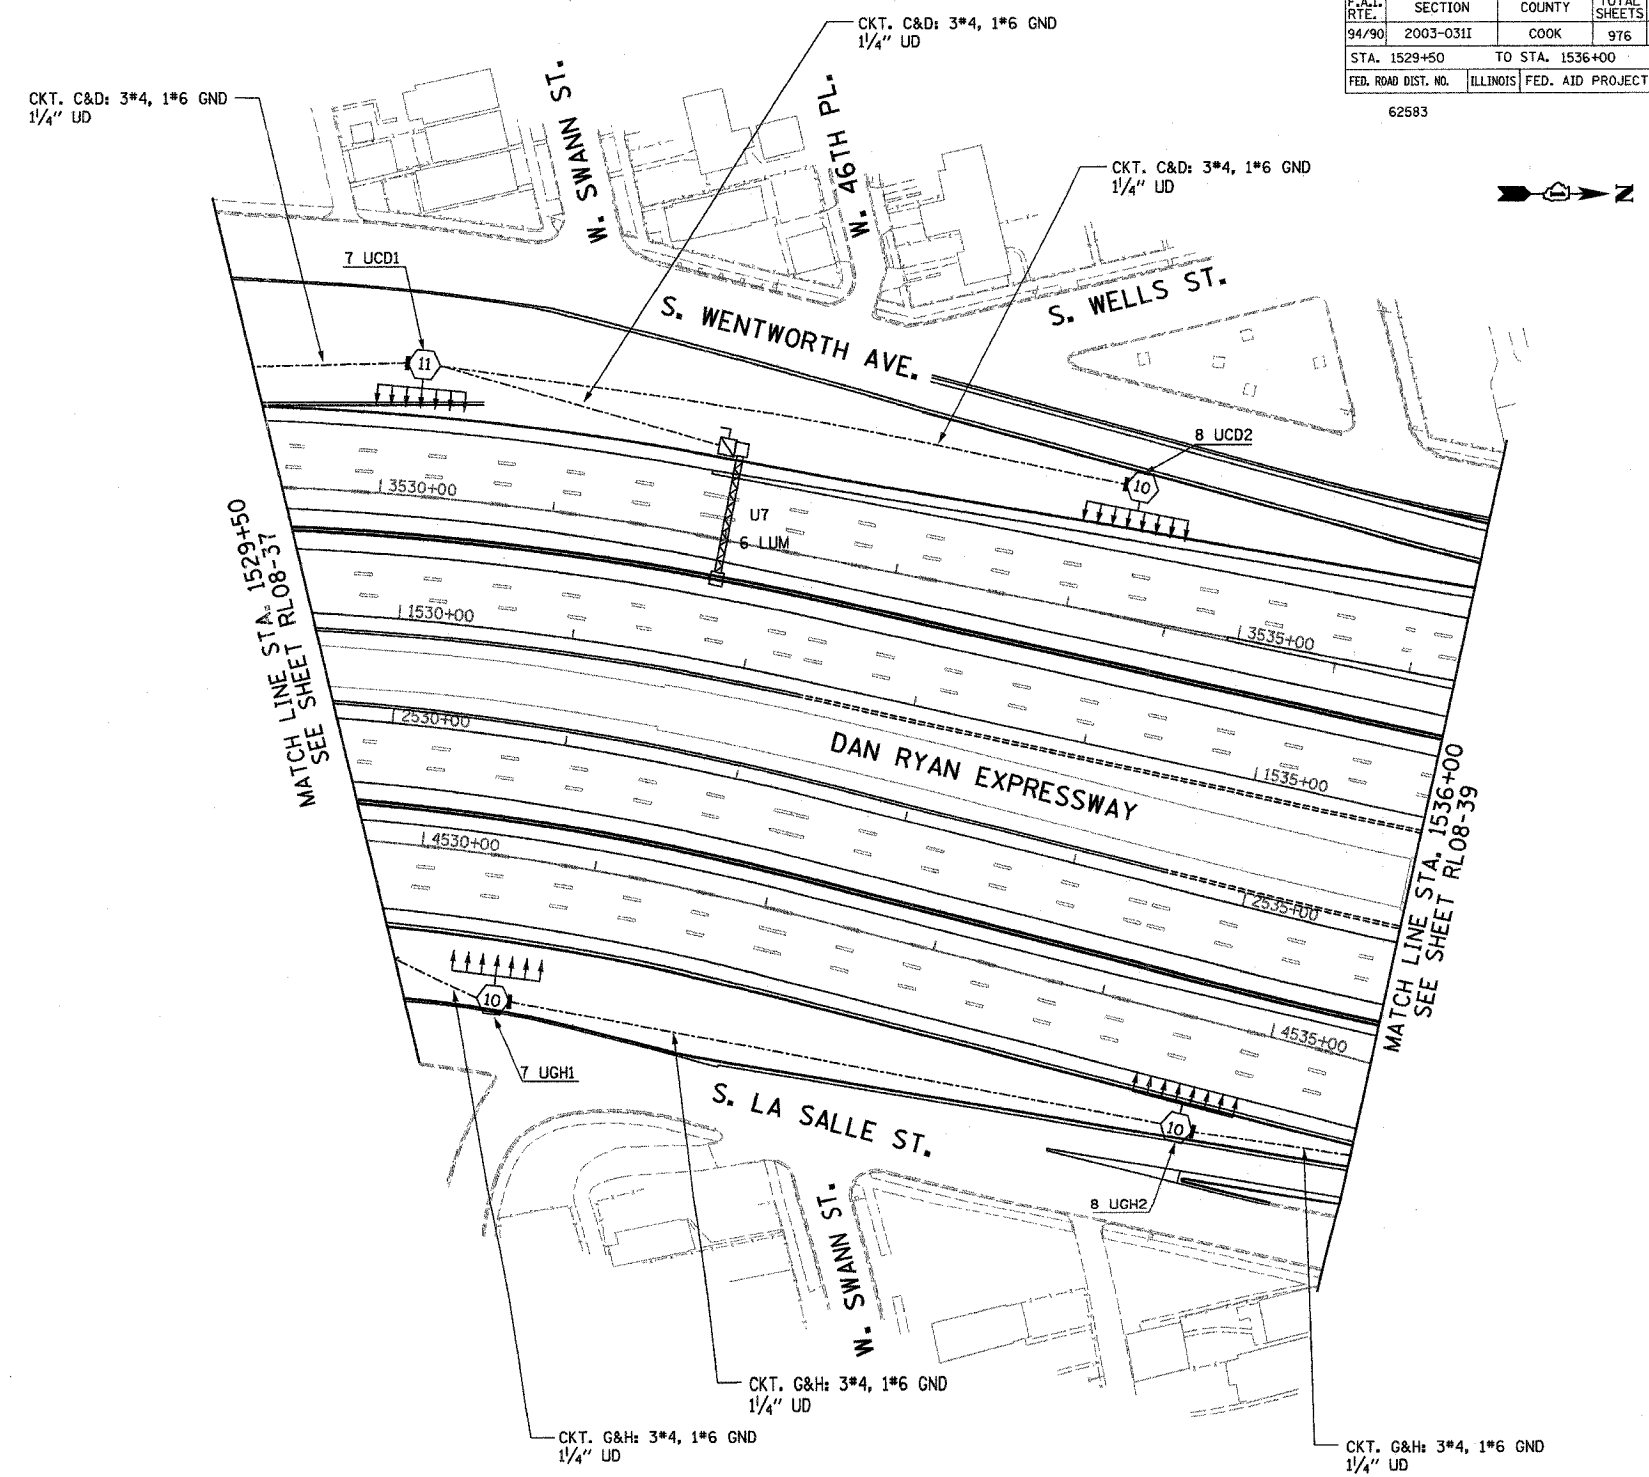 F.A.I. RTE. SECTION COUNTY TOTAL SHEETS
94/90 2003-031I COOK 976
STA. 1529+50 TO STA. 1536+00
FED. ROAD DIST. NO. ILLINOIS FED. AID PROJECT
62583
N
CKT. C&D: 3#4, 1#6 GND
1¼" UD
CKT. C&D: 3#4, 1#6 GND
1¼" UD
CKT. C&D: 3#4, 1#6 GND
1¼" UD
W. SWANN ST.
W. 46TH PL.
S. WENTWORTH AVE.
S. WELLS ST.
7 UCD1
11
8 UCD2
10
U7
6 LUM
3530+00
3535+00
MATCH LINE STA. 1529+50
SEE SHEET RL08-37
1530+00
1535+00
2530+00
2535+00
DAN RYAN EXPRESSWAY
4530+00
4535+00
MATCH LINE STA. 1536+00
SEE SHEET RL08-39
10
7 UGH1
10
8 UGH2
S. LA SALLE ST.
W. SWANN ST.
CKT. G&H: 3#4, 1#6 GND
1¼" UD
CKT. G&H: 3#4, 1#6 GND
1¼" UD
CKT. G&H: 3#4, 1#6 GND
1¼" UD